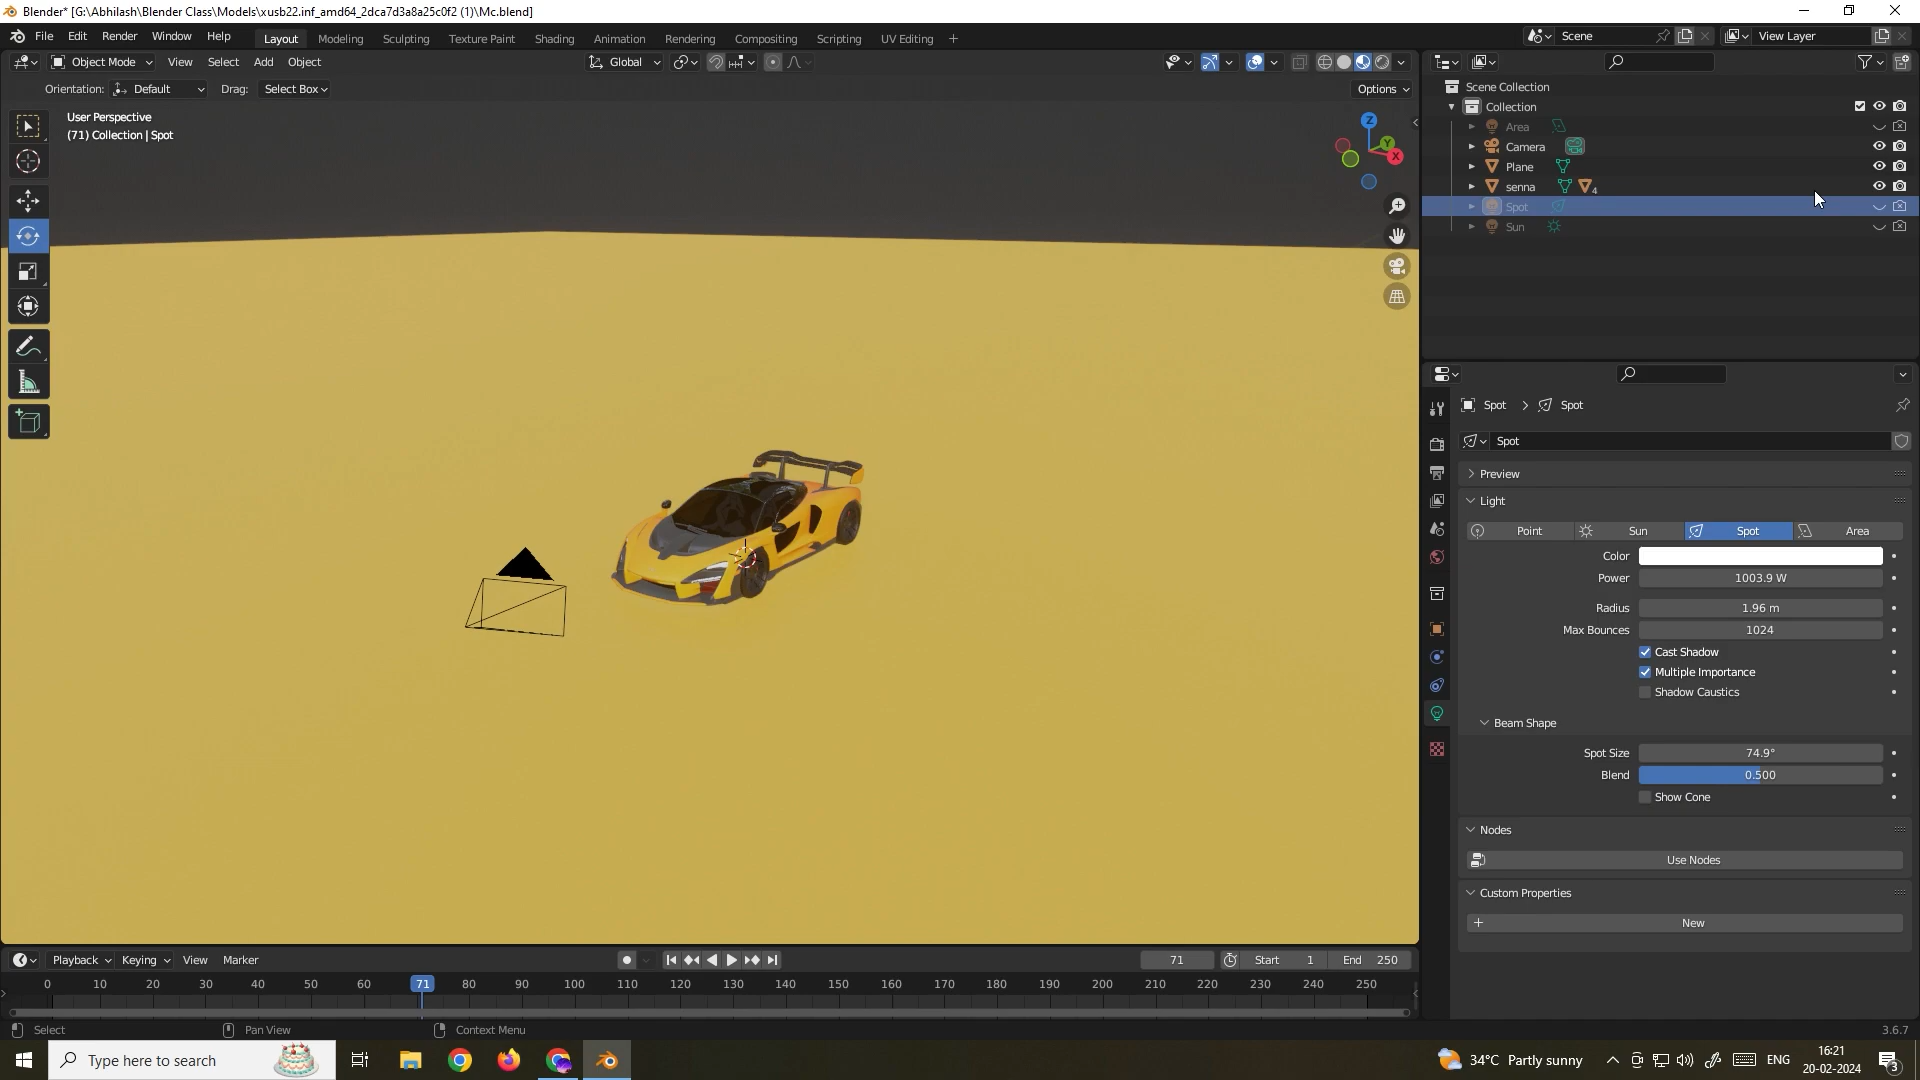 Blender* [G:\Abhilash\Blender Class\Models\xusb22.inf_amd64_2dca7d3a8a25c0f2 (1)\Mc.blend]
File Edit Render Window Help Layout Modeling Sculpting UV Editing Texture Paint Shading Animation Rendering Compositing Scripting Scene View Layer
Object Mode View Select Add Object Global
Orientation: Default Drag: Select Box Options
User Perspective
(71) Collection | Spot
Z
Y
X
Scene Collection
Collection
Area
Camera
Plane
senna 4
Spot
Sun
Spot > Spot
Spot
Preview
Light
Point Sun Spot Area
Color
Power 1003.9 W
Radius 1.96 m
Max Bounces 1024
Cast Shadow
Multiple Importance
Shadow Caustics
Beam Shape
Spot Size 74.9°
Blend 0.500
Show Cone
Nodes
Use Nodes
Custom Properties
New
Playback Keying View Marker 71 Start 1 End 250
0 10 20 30 40 50 60 71 80 90 100 110 120 130 140 150 160 170 180 190 200 210 220 230 240 250
Select Pan View Context Menu 3.6.7
Type here to search 34°C Partly sunny ENG 16:21
20-02-2024 3